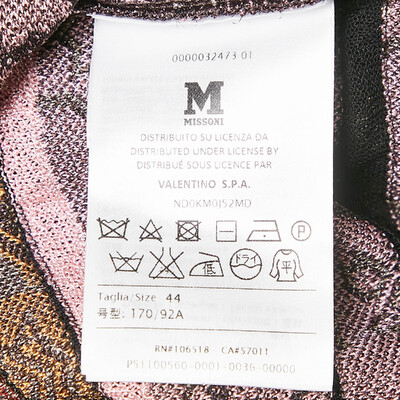 0000032473 01
M
MISSONI
DISTRIBUITO SU LICENZA DA
DISTRIBUTED UNDER LICENSE BY
DISTRIBUÉ SOUS LICENCE PAR
VALENTINO S.P.A.
ND0KM0I52MD
P
低 ドライ 平
Taglia/Size 44
号型: 170/92A
RN#106518 CA#57011
P51100560-0001-0036-00000